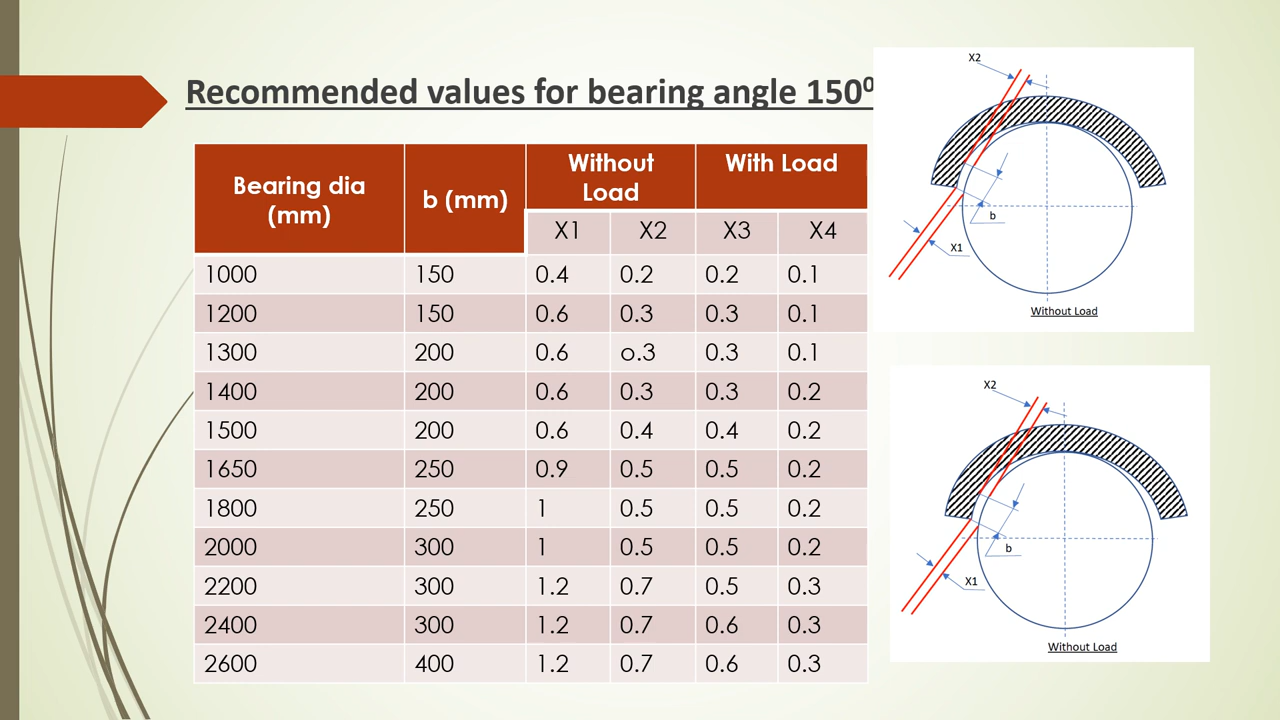 Recommended values for bearing angle 150⁰
Bearing dia (mm) b (mm) Without Load With Load
X1 X2 X3 X4
1000 150 0.4 0.2 0.2 0.1
1200 150 0.6 0.3 0.3 0.1
1300 200 0.6 o.3 0.3 0.1
1400 200 0.6 0.3 0.3 0.2
1500 200 0.6 0.4 0.4 0.2
1650 250 0.9 0.5 0.5 0.2
1800 250 1 0.5 0.5 0.2
2000 300 1 0.5 0.5 0.2
2200 300 1.2 0.7 0.5 0.3
2400 300 1.2 0.7 0.6 0.3
2600 400 1.2 0.7 0.6 0.3
X2
b
X1
Without Load
X2
b
X1
Without Load